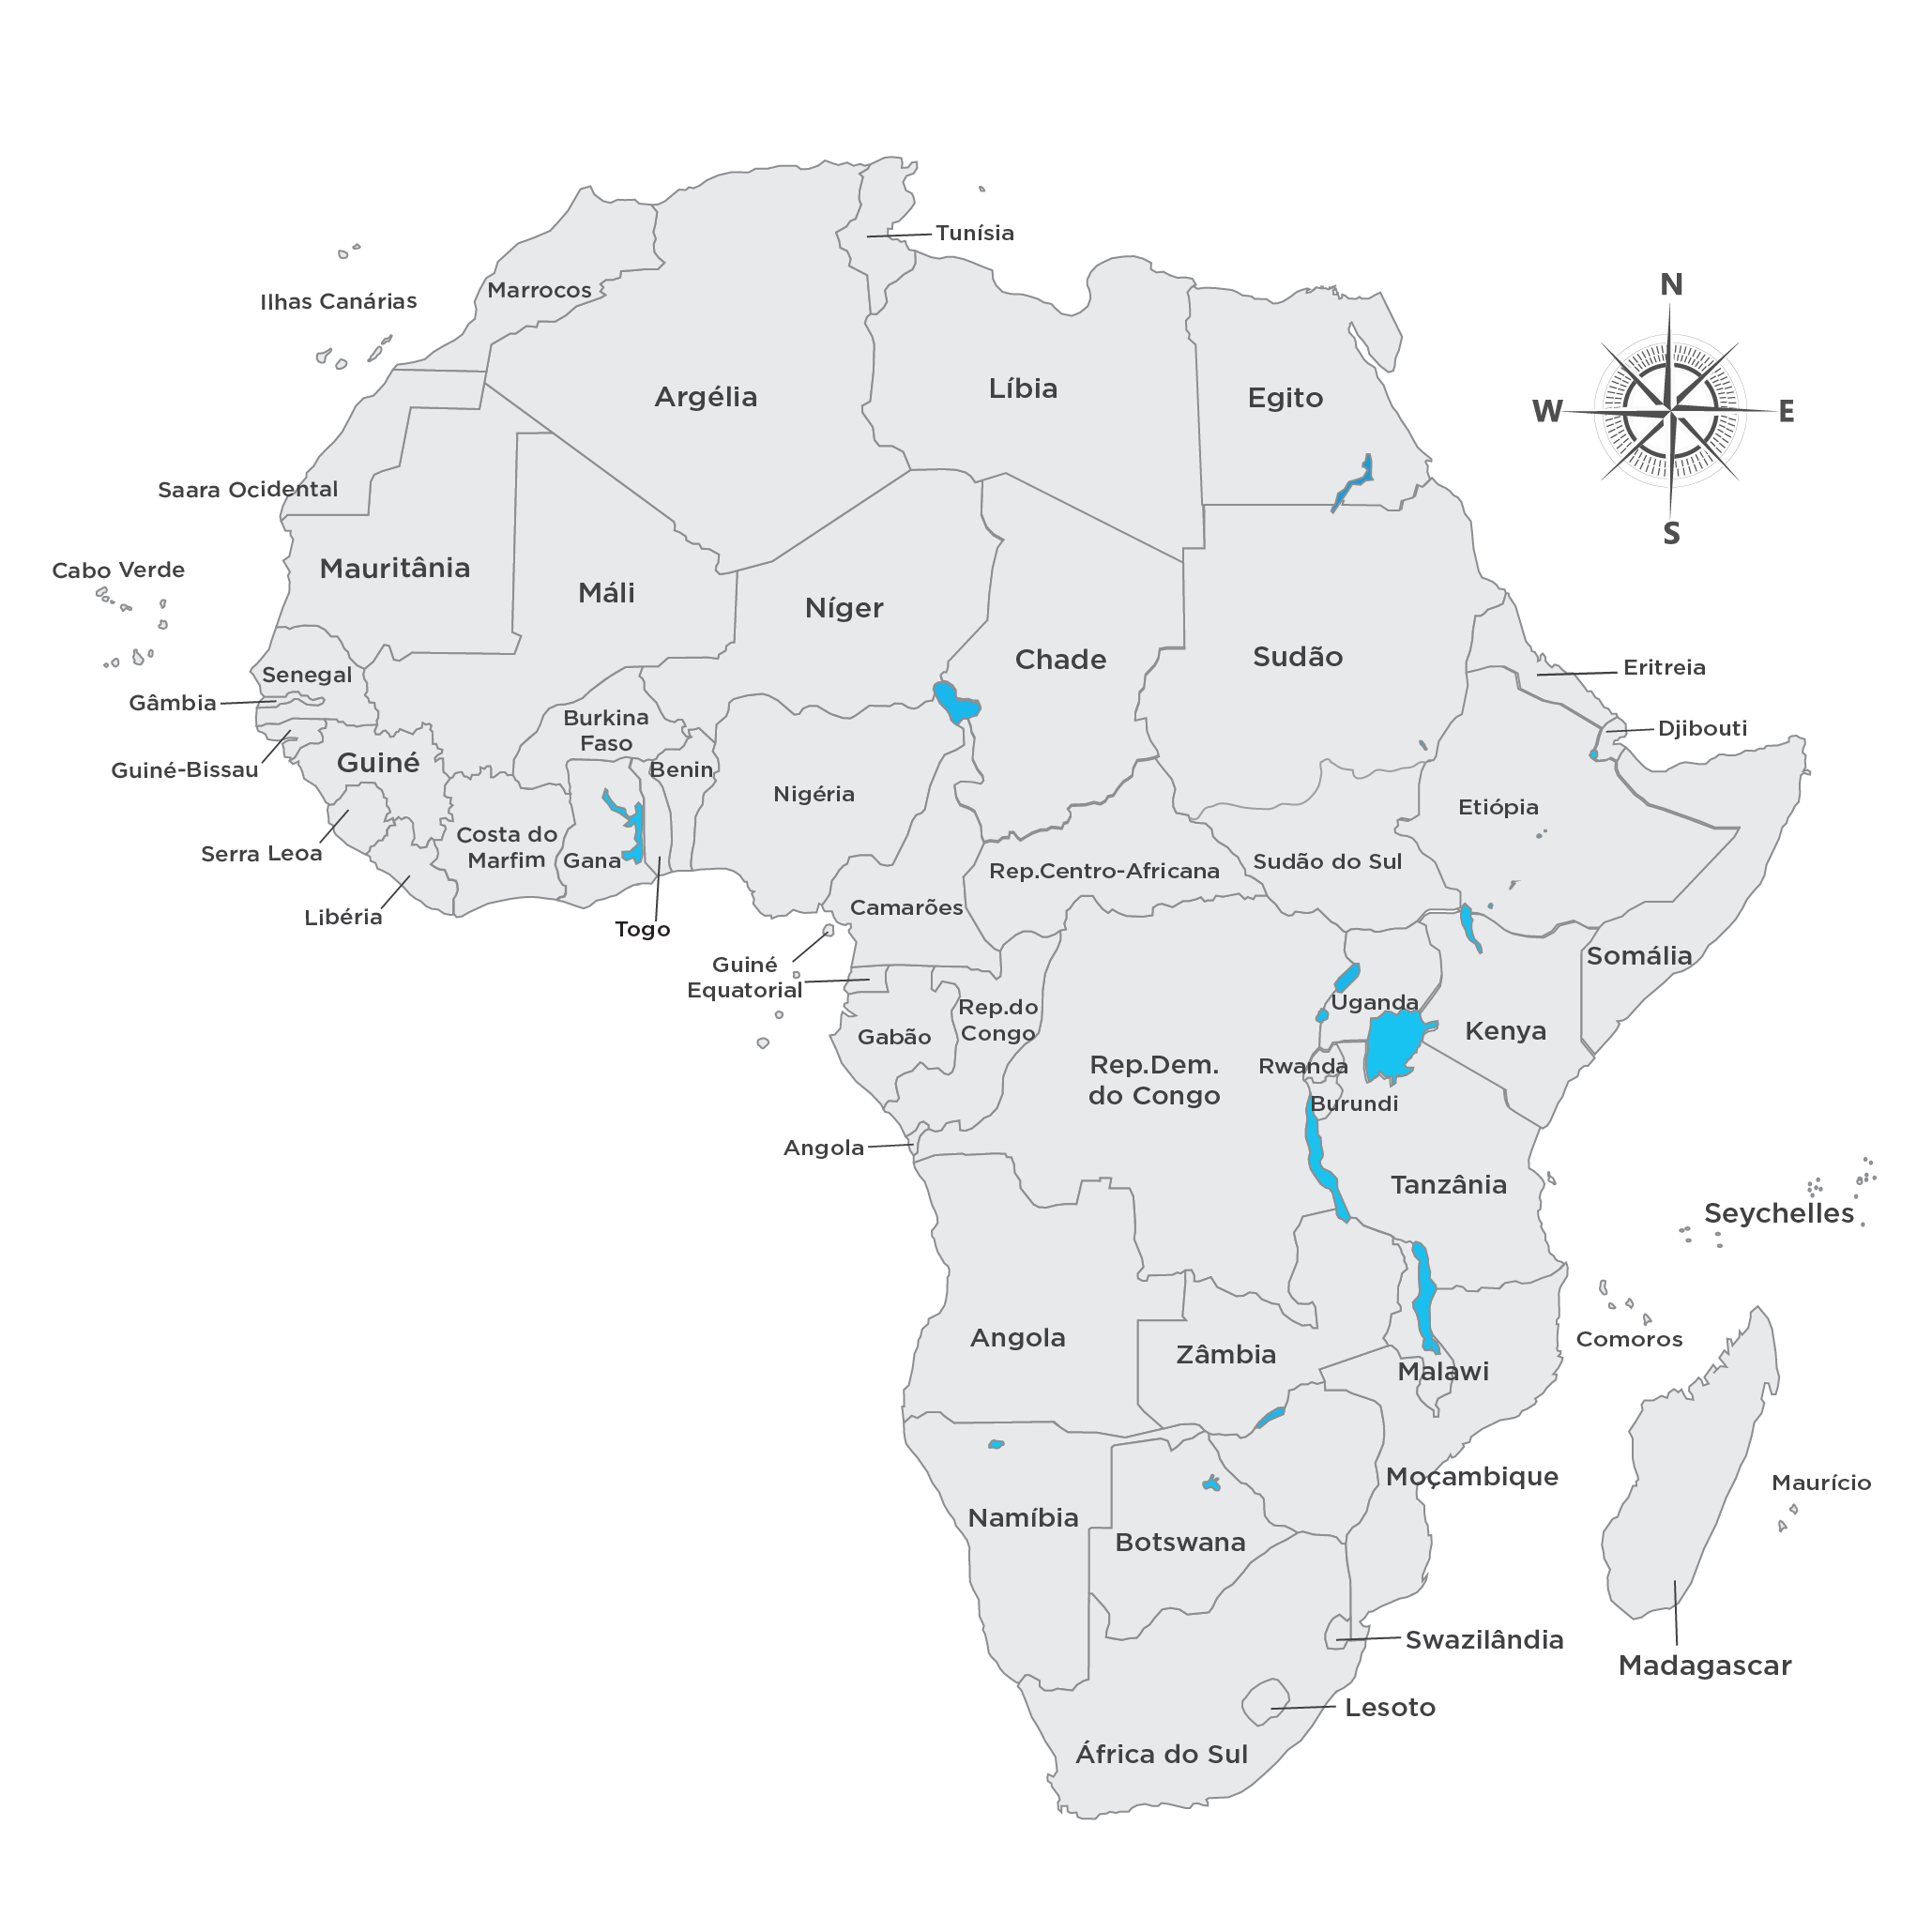 Tunísia
N
Marrocos
Ilhas Canárias
Argélia
Líbia
Egito
W
E
Saara Ocidental
S
Cabo Verde
Mauritânia
Máli
Níger
Chade
Sudão
Eritreia
Senegal
Gâmbia
Burkina
Faso
Djibouti
Guiné-Bissau
Guiné
Benin
Nigéria
Etiópia
Serra Leoa
Costa do
Marfim
Gana
Rep.Centro-Africana
Sudão do Sul
Libéria
Togo
Camarões
Somália
Guiné
Equatorial
Gabão
Rep.do
Congo
Uganda
Kenya
Rep.Dem.
do Congo
Rwanda
Burundi
Angola
Tanzânia
Seychelles
Angola
Zâmbia
Malawi
Comoros
Moçambique
Maurício
Namíbia
Botswana
Swazilândia
Madagascar
Lesoto
África do Sul